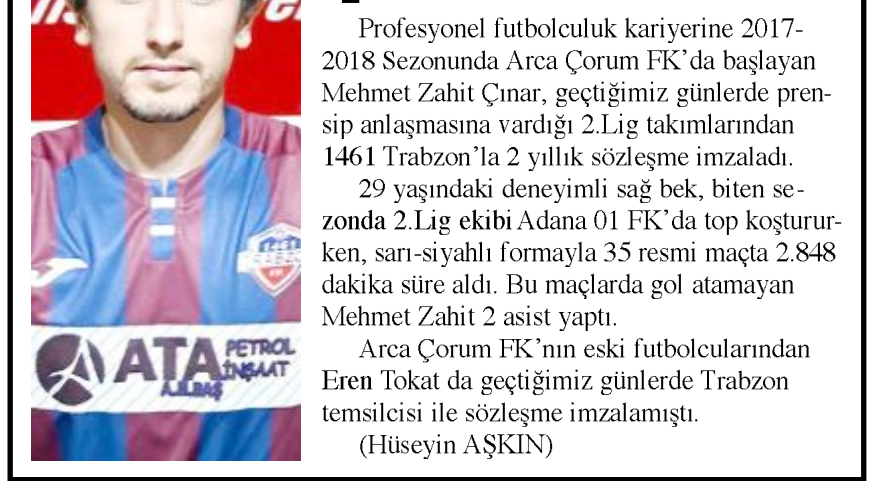 Profesyonel futbolculuk kariyerine 2017-
2018 Sezonunda Arca Çorum FK’da başlayan
Mehmet Zahit Çınar, geçtiğimiz günlerde pren-
sip anlaşmasına vardığı 2.Lig takımlarından
1461 Trabzon’la 2 yıllık sözleşme imzaladı.
29 yaşındaki deneyimli sağ bek, biten se-
zonda 2.Lig ekibi Adana 01 FK’da top koşturur-
ken, sarı-siyahlı formayla 35 resmi maçta 2.848
dakika süre aldı. Bu maçlarda gol atamayan
Mehmet Zahit 2 asist yaptı.
Arca Çorum FK’nın eski futbolcularından
Eren Tokat da geçtiğimiz günlerde Trabzon
temsilcisi ile sözleşme imzalamıştı.
(Hüseyin AŞKIN)
1461
TRABZON
FK
ATA PETROL
İNŞAAT